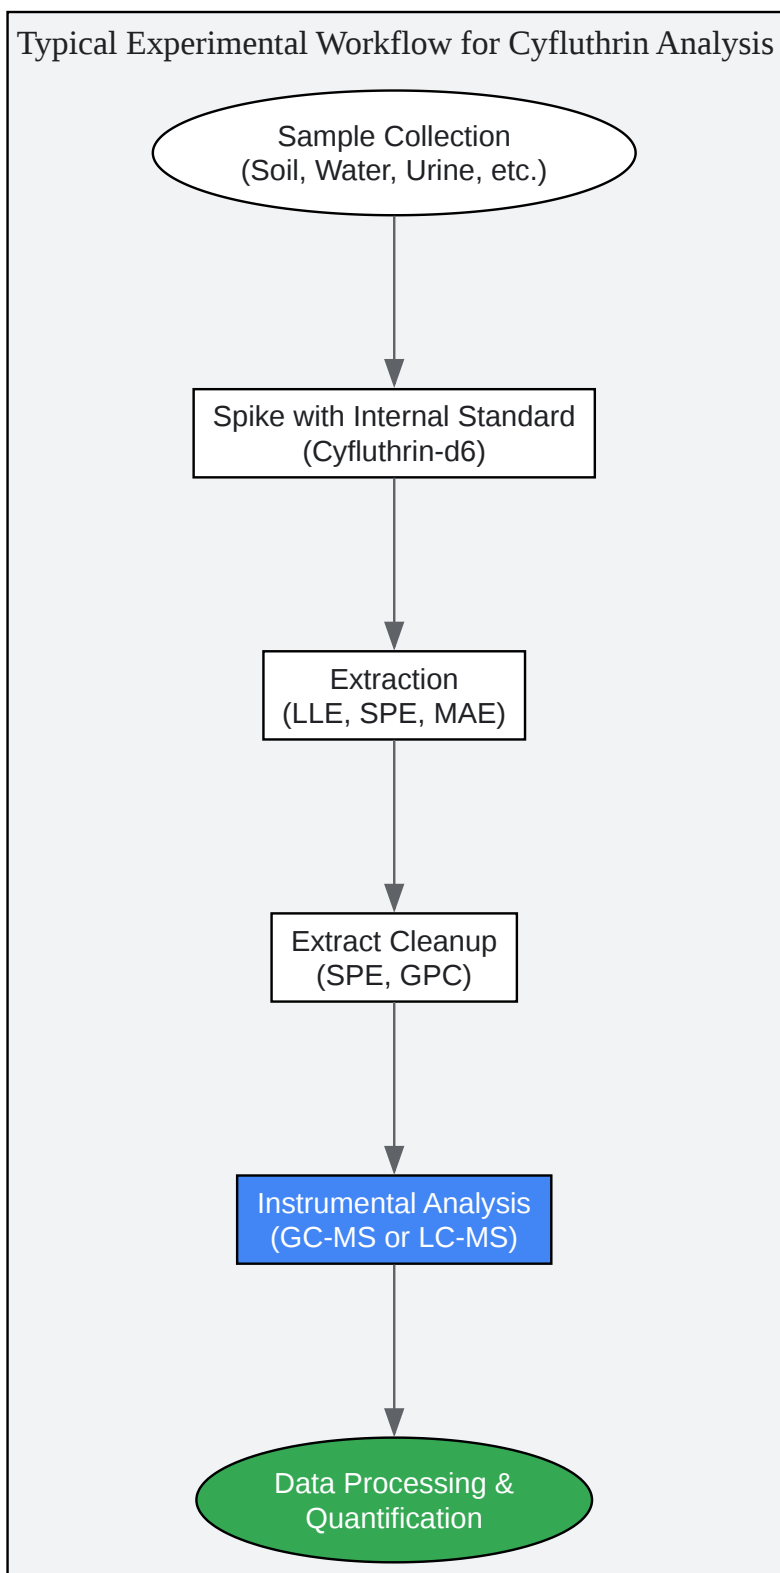 Typical Experimental Workflow for Cyfluthrin Analysis
Sample Collection
(Soil, Water, Urine, etc.)
Spike with Internal Standard
(Cyfluthrin-d6)
Extraction
(LLE, SPE, MAE)
Extract Cleanup
(SPE, GPC)
Instrumental Analysis
(GC-MS or LC-MS)
Data Processing &
Quantification